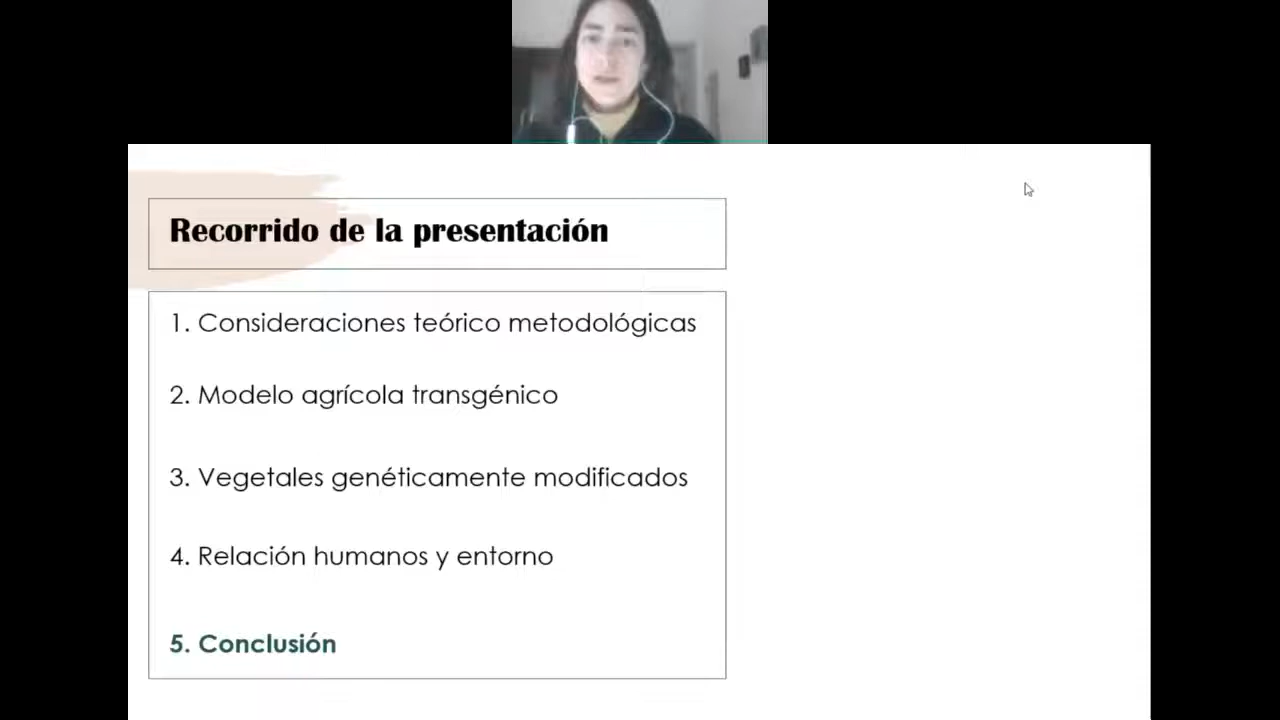 Recorrido de la presentación
1. Consideraciones teórico metodológicas
2. Modelo agrícola transgénico
3. Vegetales genéticamente modificados
4. Relación humanos y entorno
5. Conclusión